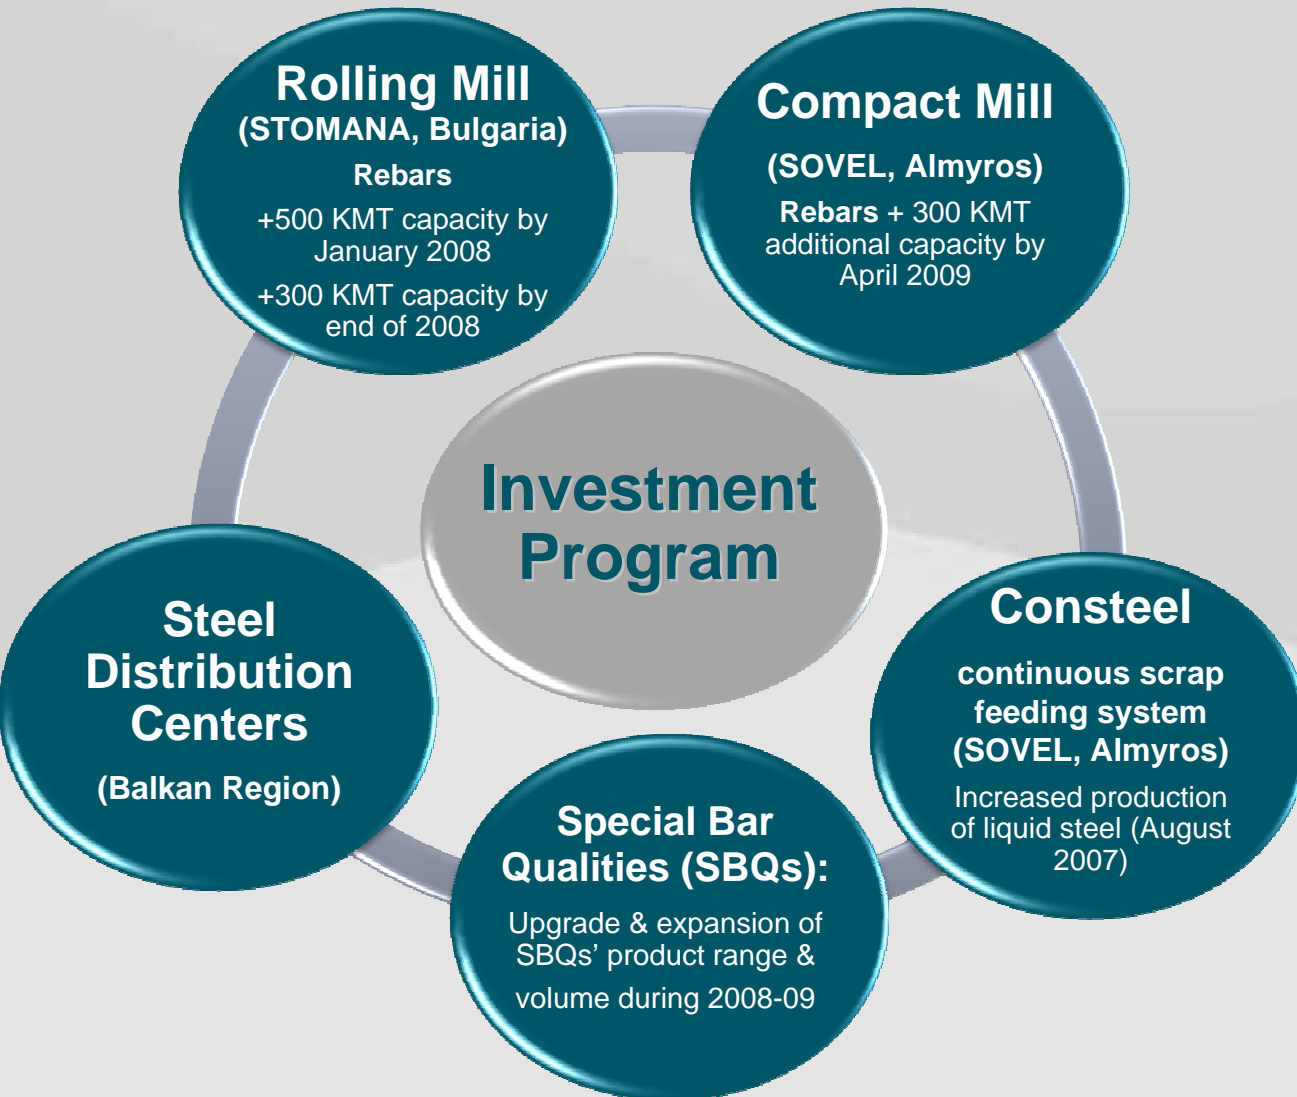 Rolling Mill
(STOMANA, Bulgaria)
Rebars
+500 KMT capacity by
January 2008
+300 KMT capacity by
end of 2008
Compact Mill
(SOVEL, Almyros)
Rebars + 300 KMT
additional capacity by
April 2009
Investment
Program
Steel
Distribution
Centers
(Balkan Region)
Consteel
continuous scrap
feeding system
(SOVEL, Almyros)
Increased production
of liquid steel (August
2007)
Special Bar
Qualities (SBQs):
Upgrade & expansion of
SBQs’ product range &
volume during 2008-09